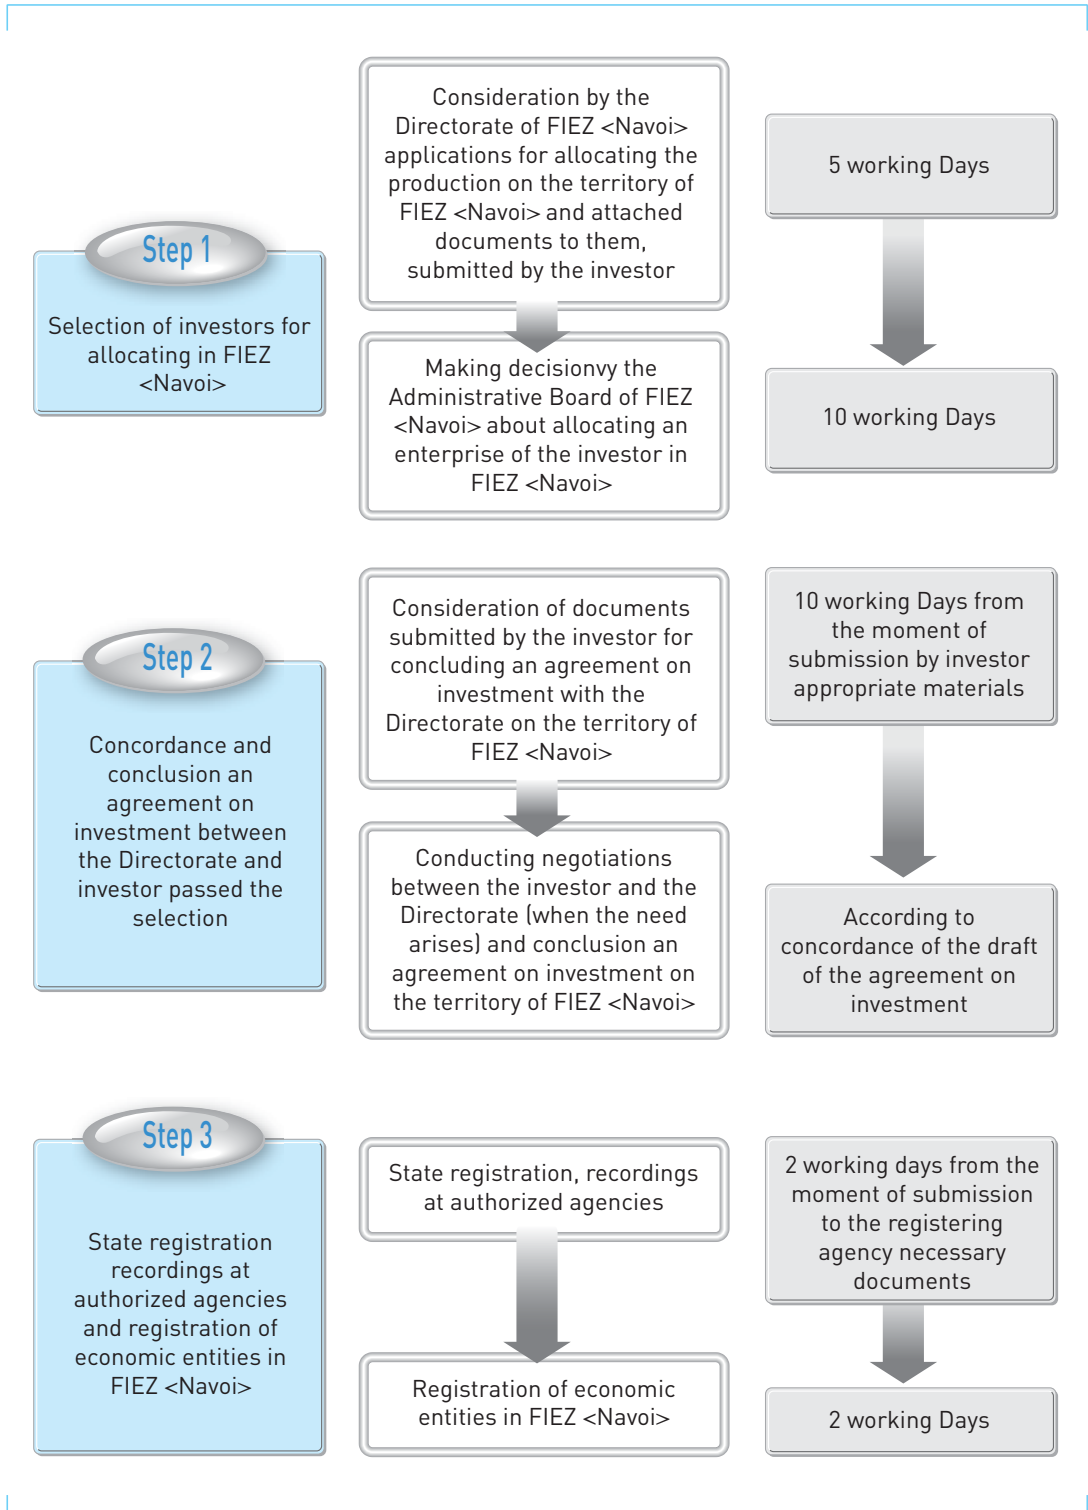 Step 1
Selection of investors for
allocating in FIEZ
<Navoi>
Consideration by the
Directorate of FIEZ <Navoi>
applications for allocating the
production on the territory of
FIEZ <Navoi> and attached
documents to them,
submitted by the investor
5 working Days
Making decisionvy the
Administrative Board of FIEZ
<Navoi> about allocating an
enterprise of the investor in
FIEZ <Navoi>
10 working Days
Step 2
Concordance and
conclusion an
agreement on
investment between
the Directorate and
investor passed the
selection
Consideration of documents
submitted by the investor for
concluding an agreement on
investment with the
Directorate on the territory of
FIEZ <Navoi>
10 working Days from
the moment of
submission by investor
appropriate materials
Conducting negotiations
between the investor and the
Directorate (when the need
arises) and conclusion an
agreement on investment on
the territory of FIEZ <Navoi>
According to
concordance of the draft
of the agreement on
investment
Step 3
State registration
recordings at
authorized agencies
and registration of
economic entities in
FIEZ <Navoi>
State registration, recordings
at authorized agencies
2 working days from the
moment of submission
to the registering
agency necessary
documents
Registration of economic
entities in FIEZ <Navoi>
2 working Days